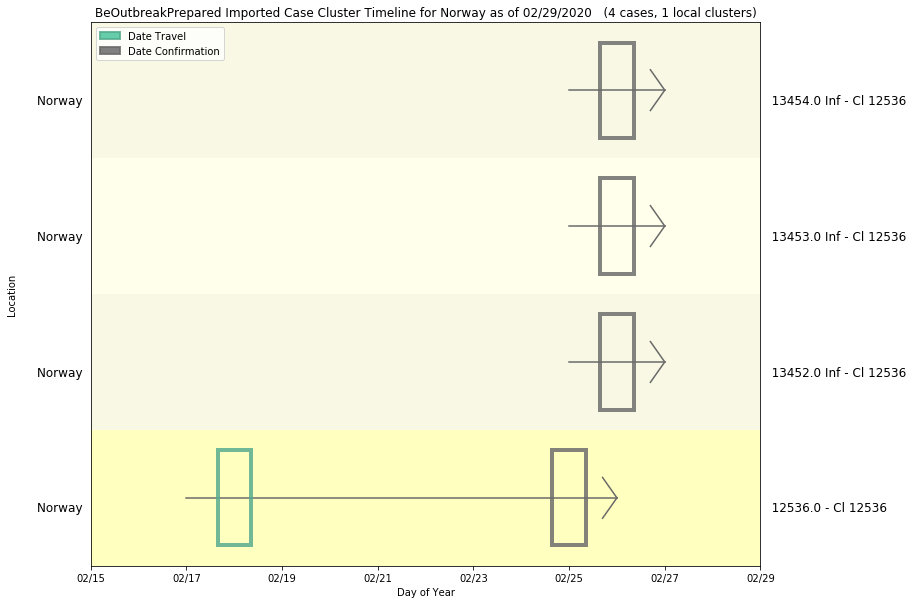 BeOutbreakPrepared Imported Case Cluster Timeline for Norway as of 02/29/2020   (4 cases, 1 local clusters)
Date Travel
Date Confirmation
Norway
13454.0 Inf - Cl 12536
Norway
13453.0 Inf - Cl 12536
Location
Norway
13452.0 Inf - Cl 12536
Norway
12536.0 - Cl 12536
02/15 02/17 02/19 02/21 02/23 02/25 02/27 02/29
Day of Year